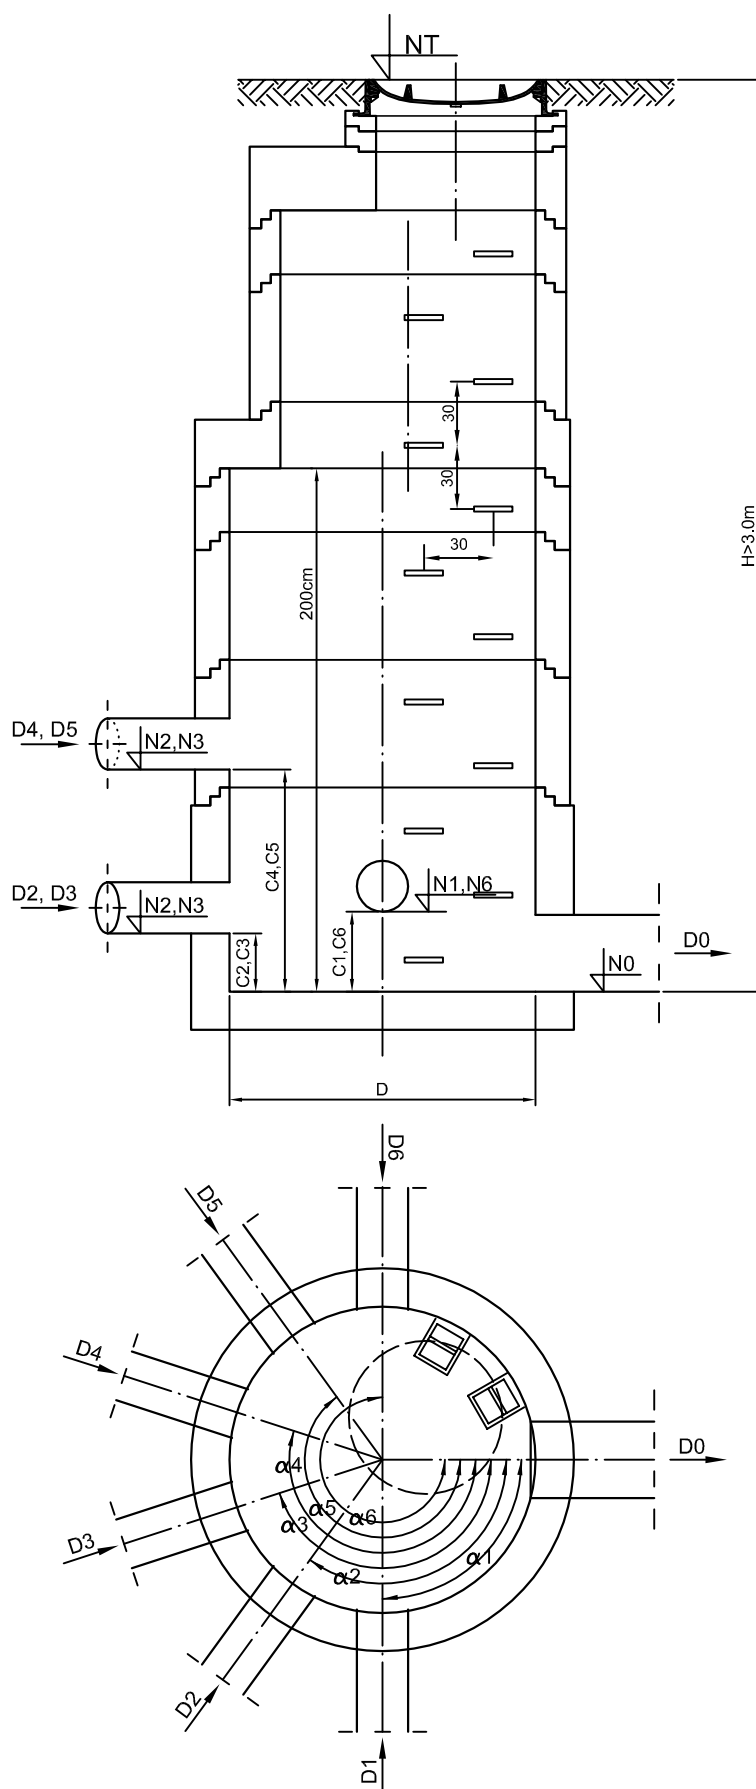 NT
30
30
30
H>3.0m
200cm
D4, D5
N2,N3
C4,C5
D2, D3
N2,N3
N1,N6
C2,C3
C1,C6
D0
N0
D
D6
D5
D4
α4
D0
α5
α6
α3
α1
D3
α2
D2
D1